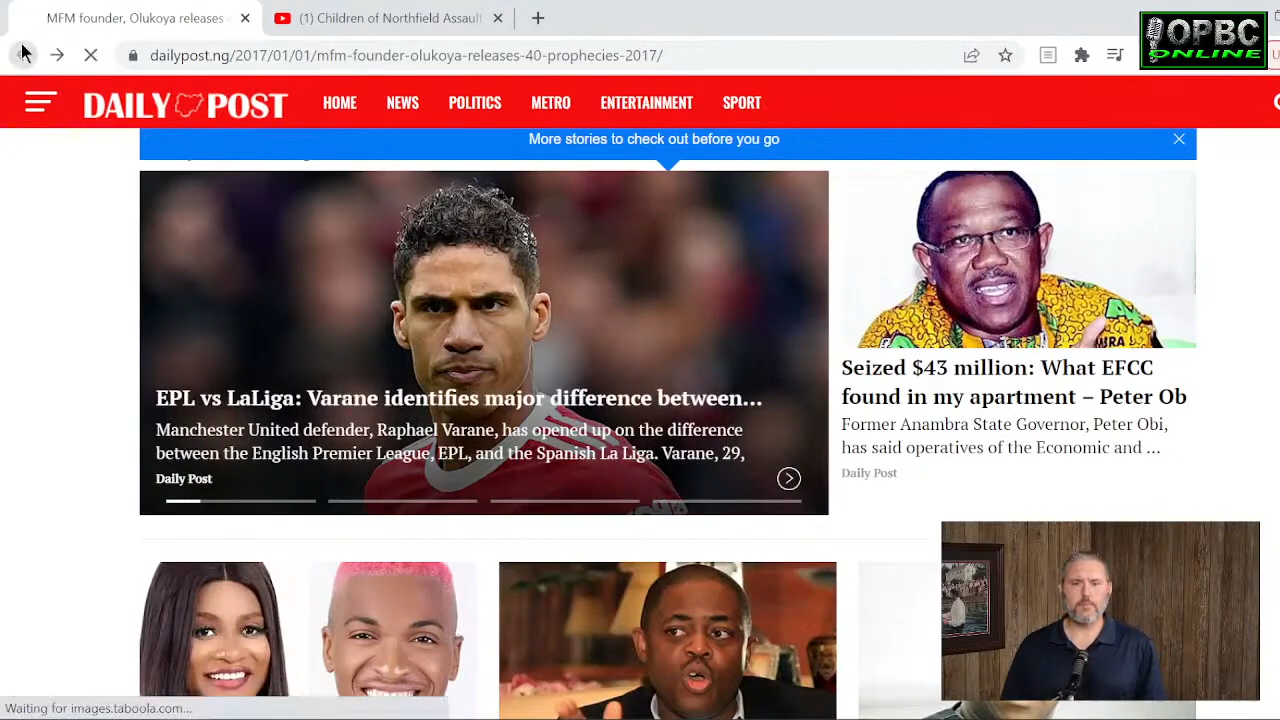 MFM founder, Olukoya releases
(1) Children of Northfield Assaul
OPBC
ONLINE
dailypost.ng/2017/01/01/mfm-founder-olukoya-releases-40-prophecies-2017/
DAILY POST
HOME
NEWS
POLITICS
METRO
ENTERTAINMENT
SPORT
More stories to check out before you go
EPL vs LaLiga: Varane identifies major difference between...
Manchester United defender, Raphael Varane, has opened up on the difference
between the English Premier League, EPL, and the Spanish La Liga. Varane, 29,
Daily Post
Seized $43 million: What EFCC
found in my apartment – Peter Ob
Former Anambra State Governor, Peter Obi,
has said operatives of the Economic and ...
Daily Post
Waiting for images.taboola.com...